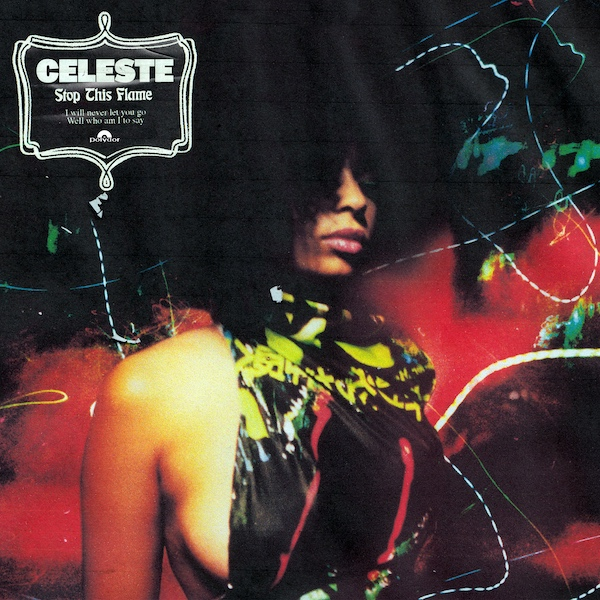 CELESTE
Stop This Flame
I will never let you go
Well who am I to say
polydor